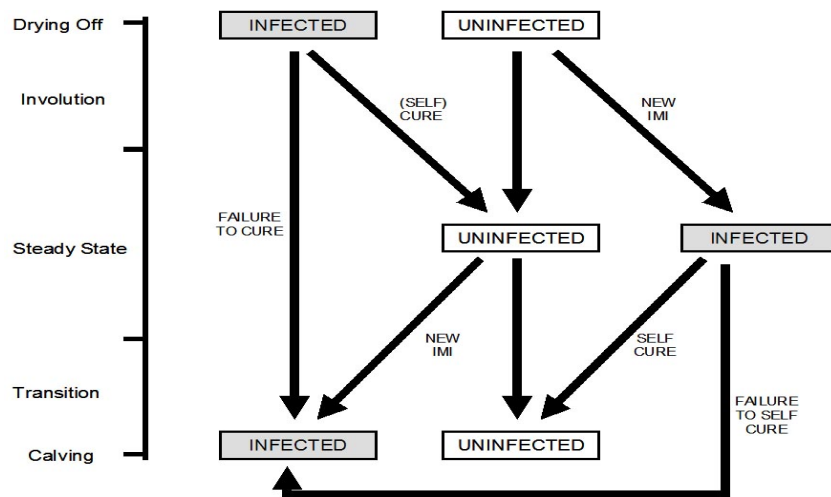 Drying Off
INFECTED
UNINFECTED
Involution
(SELF)
CURE
NEW
IMI
FAILURE
TO CURE
Steady State
UNINFECTED
INFECTED
NEW
IMI
SELF
CURE
Transition
FAILURE
TO SELF
CURE
Calving
INFECTED
UNINFECTED